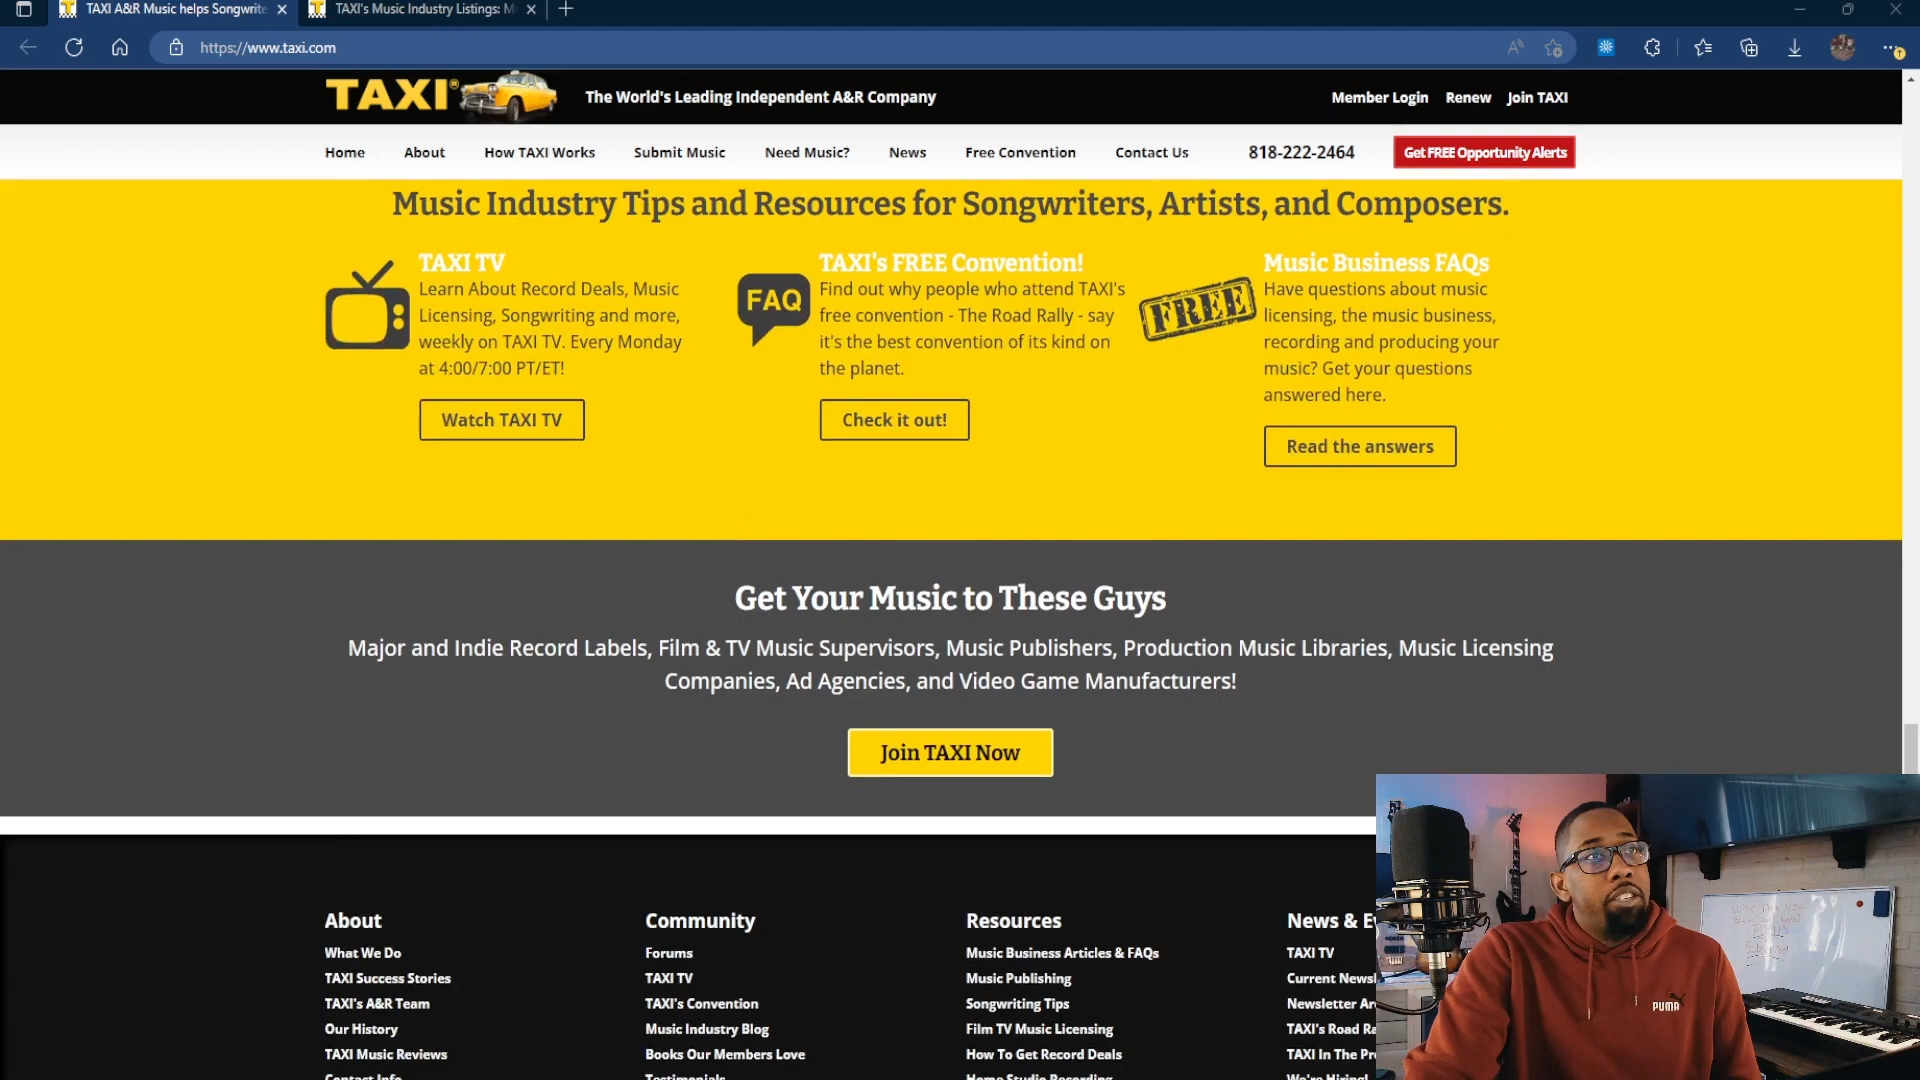 TAXI A&R Music helps Songwrite
TAXI's Music Industry Listings: M
https://www.taxi.com
TAXI®
The World's Leading Independent A&R Company
Member Login
Renew
Join TAXI
Home
About
How TAXI Works
Submit Music
Need Music?
News
Free Convention
Contact Us
818-222-2464
Get FREE Opportunity Alerts
Music Industry Tips and Resources for Songwriters, Artists, and Composers.
TAXI TV
Learn About Record Deals, Music
Licensing, Songwriting and more,
weekly on TAXI TV. Every Monday
at 4:00/7:00 PT/ET!
Watch TAXI TV
FAQ
TAXI's FREE Convention!
Find out why people who attend TAXI's
free convention - The Road Rally - say
it's the best convention of its kind on
the planet.
Check it out!
FREE
Music Business FAQs
Have questions about music
licensing, the music business,
recording and producing your
music? Get your questions
answered here.
Read the answers
Get Your Music to These Guys
Major and Indie Record Labels, Film & TV Music Supervisors, Music Publishers, Production Music Libraries, Music Licensing
Companies, Ad Agencies, and Video Game Manufacturers!
Join TAXI Now
About
What We Do
TAXI Success Stories
TAXI's A&R Team
Our History
TAXI Music Reviews
Contact Info
Community
Forums
TAXI TV
TAXI's Convention
Music Industry Blog
Books Our Members Love
Testimonials
Resources
Music Business Articles & FAQs
Music Publishing
Songwriting Tips
Film TV Music Licensing
How To Get Record Deals
Home Studio Recording
News & E
TAXI TV
Current News
Newsletter Ar
TAXI's Road Ra
TAXI In The Pr
We're Hiring!
PUMA